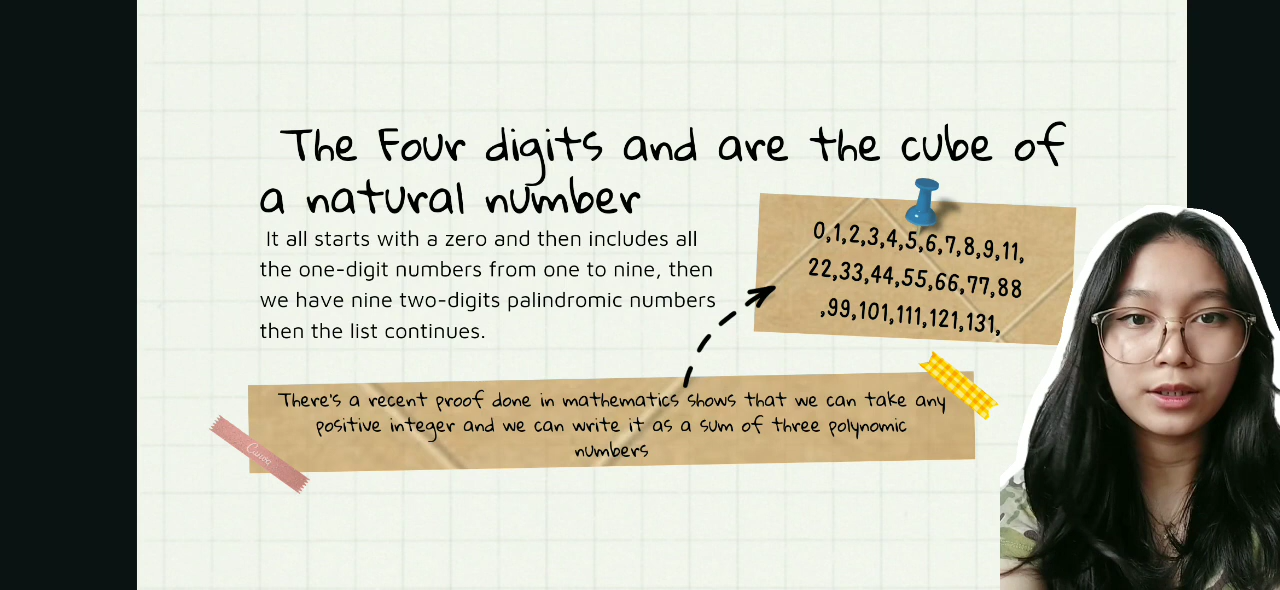 The Four digits and are the cube of
a natural number
It all starts with a zero and then includes all
the one-digit numbers from one to nine, then
we have nine two-digits palindromic numbers
then the list continues.
0,1,2,3,4,5,6,7,8,9,11,
22,33,44,55,66,77,88
,99,101,111,121,131,
There's a recent proof done in mathematics shows that we can take any
positive integer and we can write it as a sum of three polynomic
numbers
Canva